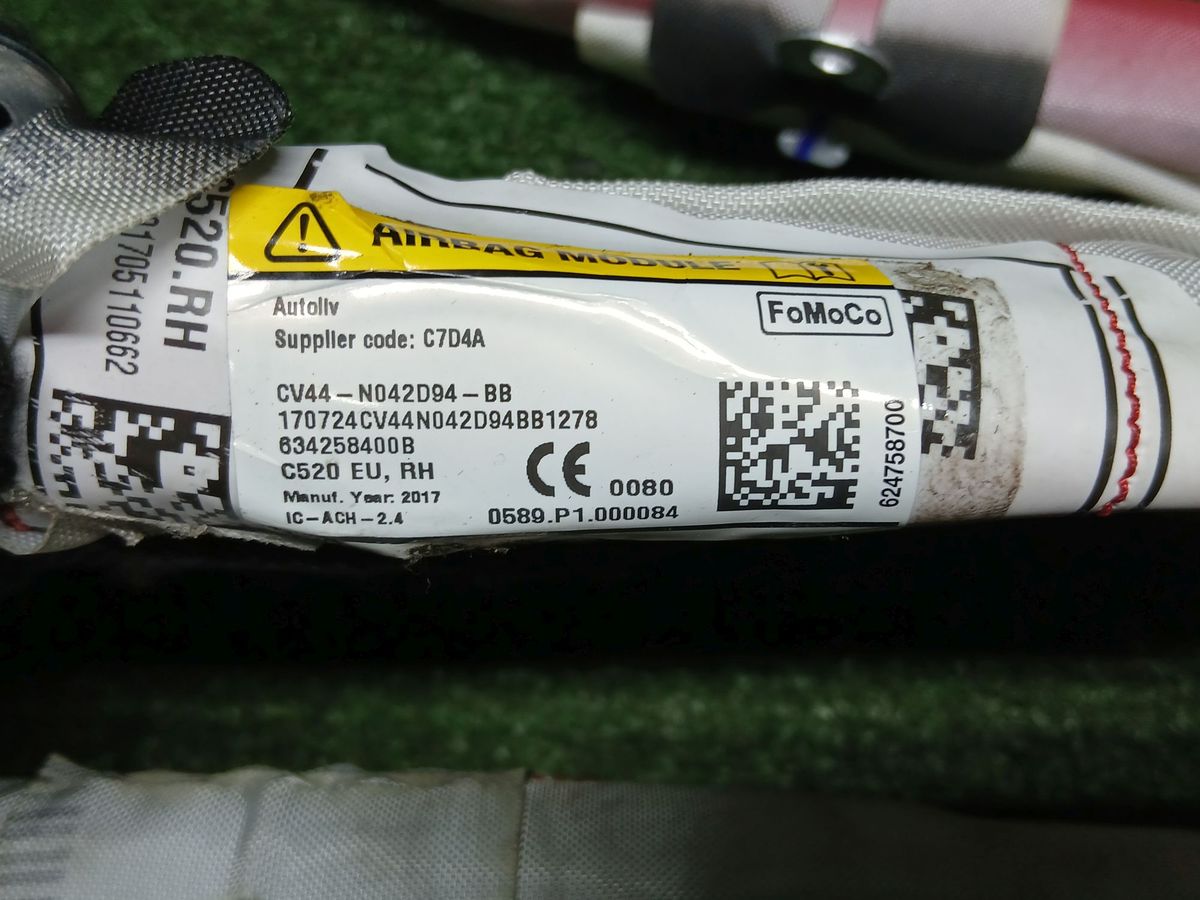 AIRBAG MODULE
Autoliv
FoMoCo
Supplier code: C7D4A
CV44-N042D94-BB
170724CV44N042D94BB1278
634258400B
C520 EU, RH
CE 0080
Manuf. Year: 2017
IC-ACH-2.4
0589.P1.000084
624758700
520.RH
1705110662